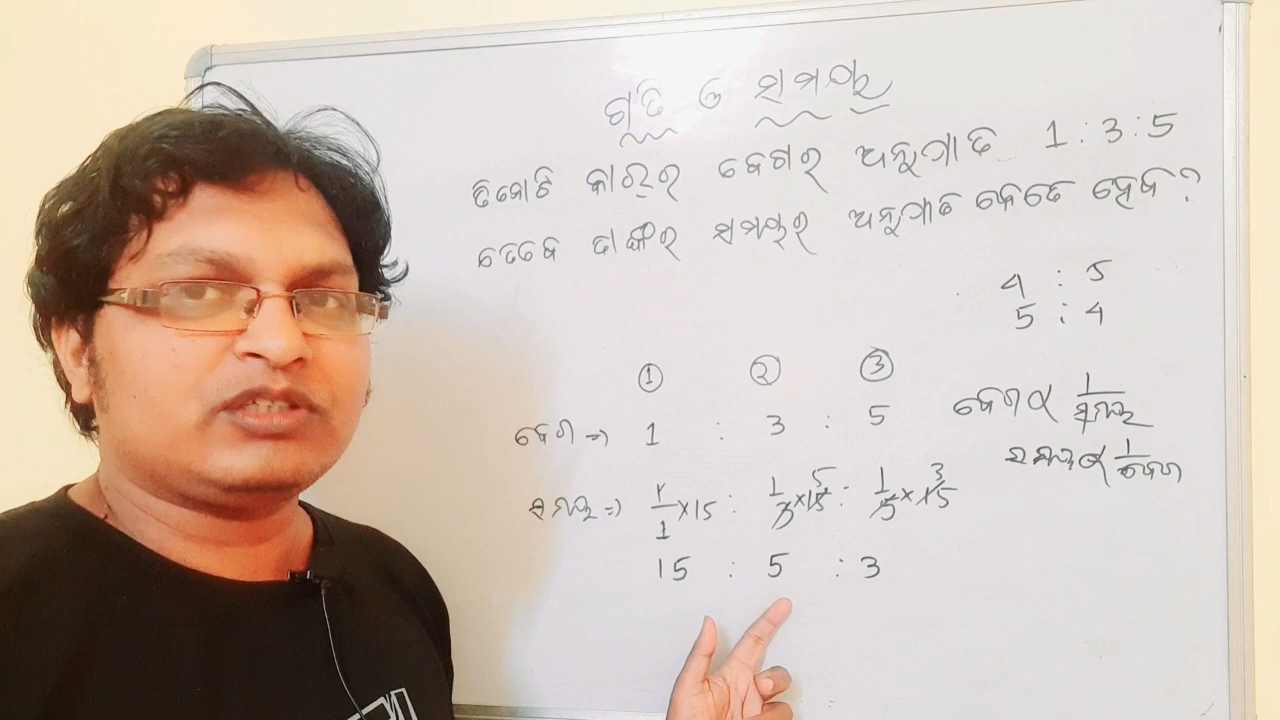 ଗତି ଓ ସମୟ
ତିନୋଟି କାରର ବେଗର ଅନୁପାତ 1 : 3 : 5
ତେବେ ତାଙ୍କର ସମୟର ଅନୁପାତ କେତେ ହେବ ?
4 : 5
5 : 4
① ② ③
ବେଗ ⇒ 1 : 3 : 5
ବେଗ ∝ 1/ସମୟ
ସମୟ ∝ 1/ବେଗ
ସମୟ ⇒ 1/1 × 15 : 1/3 × 15 5 : 1/5 × 15 3
15 : 5 : 3